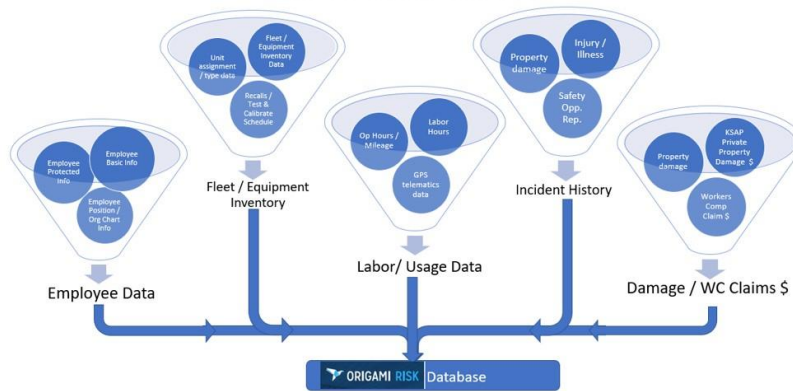 Employee
Protected
Info
Employee
Basic Info
Employee
Position /
Org Chart
Info
Employee Data
Unit
assignment
/ type data
Fleet /
Equipment
Inventory
Data
Recalls /
Test &
Calibrate
Schedule
Fleet / Equipment
Inventory
Op Hours /
Mileage
Labor
Hours
GPS
telematics
data
Labor/ Usage Data
Property
damage
Injury /
Illness
Safety
Opp.
Rep.
Incident History
Property
damage
KSAP
Private
Property
Damage $
Workers
Comp
Claim $
Damage / WC Claims $
ORIGAMI RISK Database